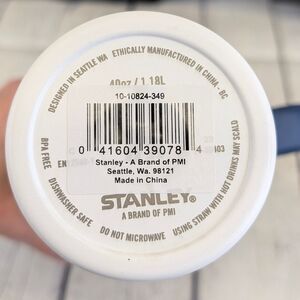 DESIGNED IN SEATTLE WA
ETHICALLY MANUFACTURED IN CHINA - BC
40oz / 1.18L
10-10824-349
0 41604 39078 4
Stanley - A Brand of PMI
Seattle, Wa. 98121
Made in China
BPA FREE
STANLEY®
A BRAND OF PMI
DISHWASHER SAFE
DO NOT MICROWAVE
USING STRAW WITH HOT DRINKS MAY SCALD